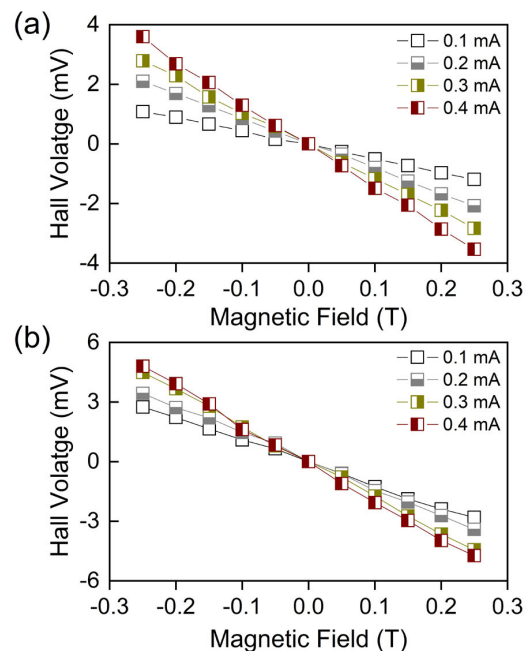 (a)
4
2
0
-2
-4
Hall Volatge (mV)
0.1 mA
0.2 mA
0.3 mA
0.4 mA
-0.3 -0.2 -0.1 0.0 0.1 0.2 0.3
Magnetic Field (T)
(b)
6
3
0
-3
-6
Hall Volatge (mV)
0.1 mA
0.2 mA
0.3 mA
0.4 mA
-0.3 -0.2 -0.1 0.0 0.1 0.2 0.3
Magnetic Field (T)